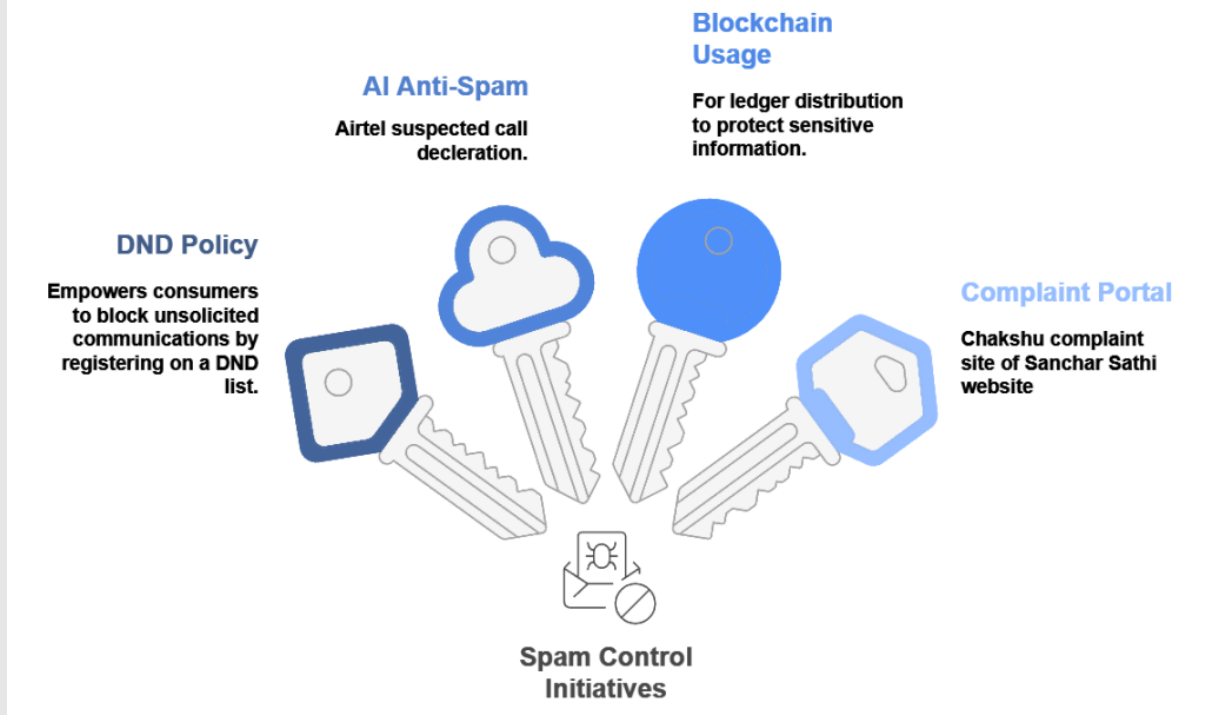 Blockchain
Usage
For ledger distribution
to protect sensitive
information.
AI Anti-Spam
Airtel suspected call
decleration.
DND Policy
Empowers consumers
to block unsolicited
communications by
registering on a DND
list.
Complaint Portal
Chakshu complaint
site of Sanchar Sathi
website
Spam Control
Initiatives